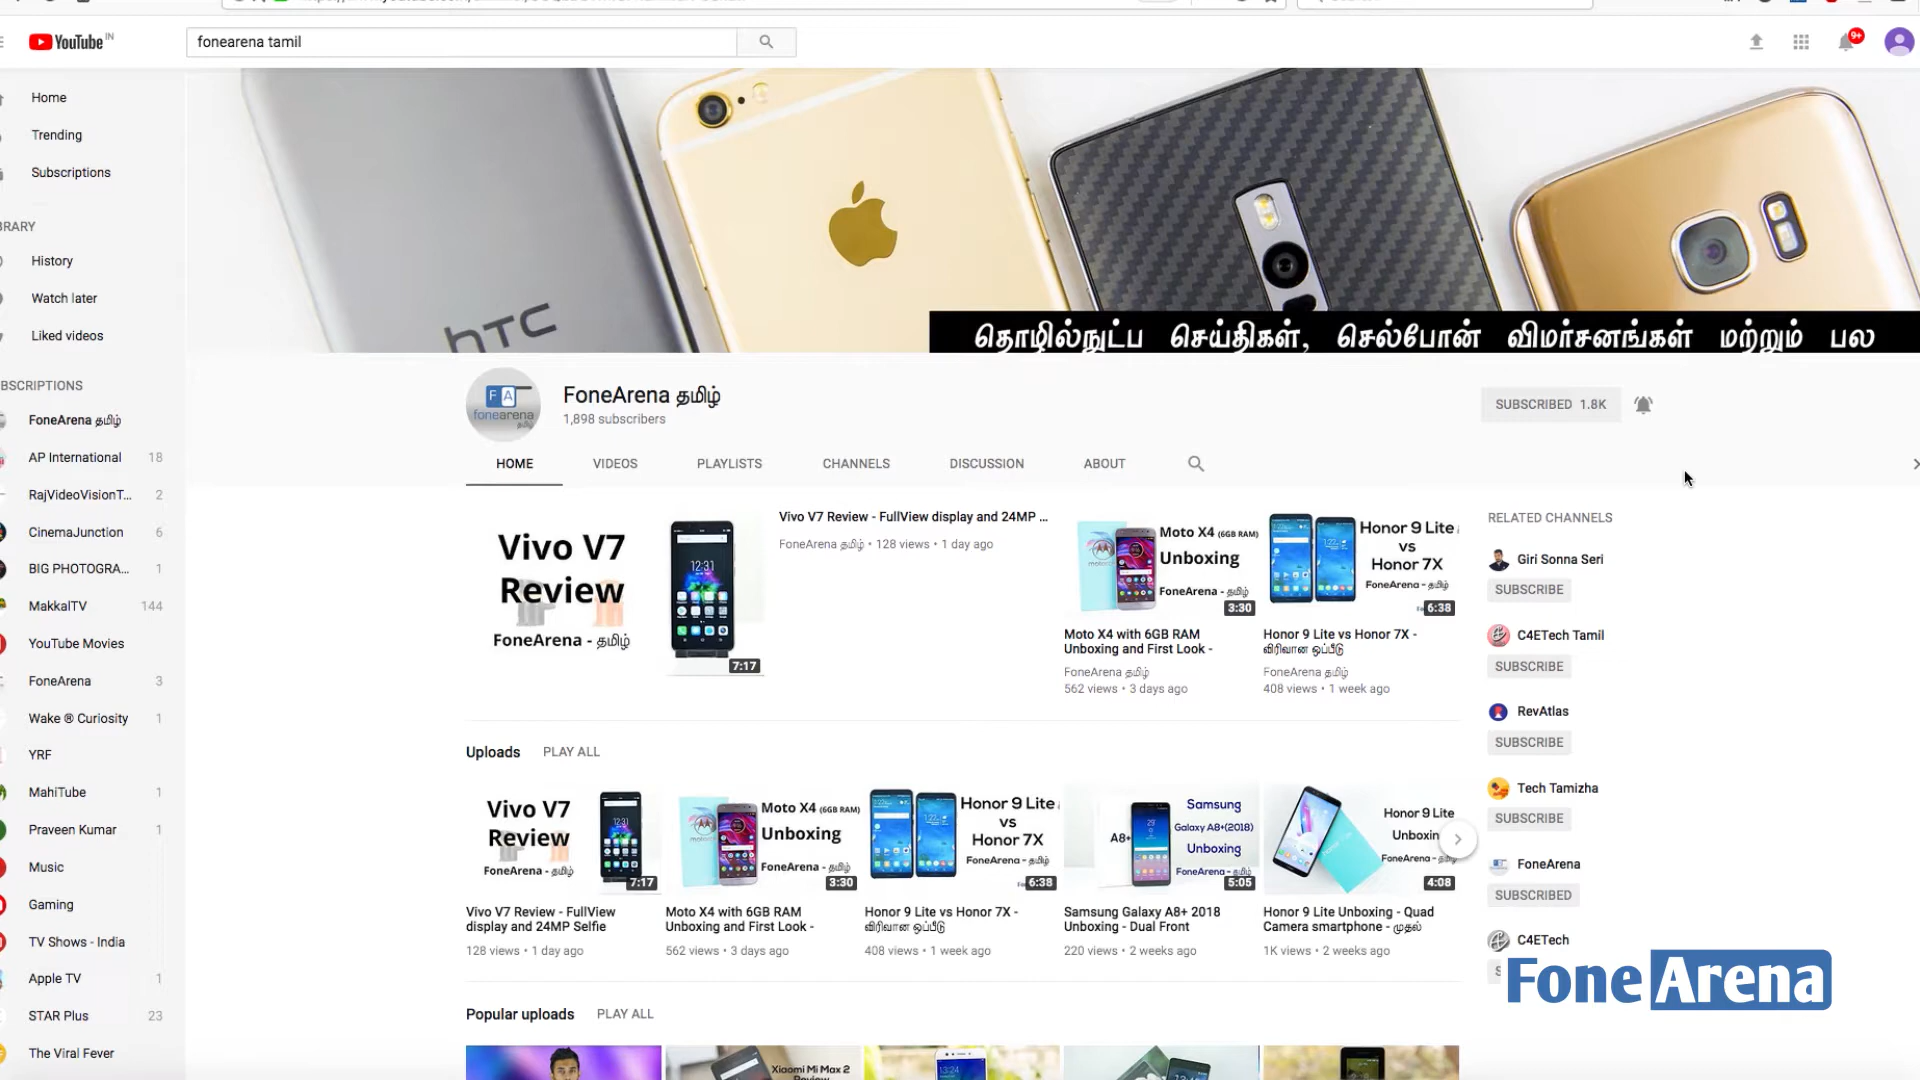 YouTube IN
fonearena tamil
9+
Home
Trending
Subscriptions
BRARY
History
Watch later
Liked videos
BSCRIPTIONS
FoneArena தமிழ்
AP International 18
RajVideoVisionT... 2
CinemaJunction 6
BIG PHOTOGRA... 1
MakkalTV 144
YouTube Movies
FoneArena 3
Wake ® Curiosity 1
YRF
MahiTube 1
Praveen Kumar 1
Music
Gaming
TV Shows - India
Apple TV 1
STAR Plus 23
The Viral Fever
hTC
தொழில்நுட்ப செய்திகள், செல்போன் விமர்சனங்கள் மற்றும் பல
FA
fonearena
தமிழ்
FoneArena தமிழ்
1,898 subscribers
SUBSCRIBED 1.8K
HOME VIDEOS PLAYLISTS CHANNELS DISCUSSION ABOUT
Vivo V7
Review
FoneArena - தமிழ்
12:31
7:17
Vivo V7 Review - FullView display and 24MP ...
FoneArena தமிழ் • 128 views • 1 day ago
Moto X4 (6GB RAM)
Unboxing
FoneArena - தமிழ்
3:30
Moto X4 with 6GB RAM
Unboxing and First Look -
FoneArena தமிழ்
562 views • 3 days ago
Honor 9 Lite
vs
Honor 7X
FoneArena - தமிழ்
6:38
Honor 9 Lite vs Honor 7X -
விரிவான ஒப்பீடு
FoneArena தமிழ்
408 views • 1 week ago
Uploads PLAY ALL
Vivo V7
Review
FoneArena - தமிழ்
7:17
Vivo V7 Review - FullView
display and 24MP Selfie
128 views • 1 day ago
Moto X4 (6GB RAM)
Unboxing
FoneArena - தமிழ்
3:30
Moto X4 with 6GB RAM
Unboxing and First Look -
562 views • 3 days ago
Honor 9 Lite
vs
Honor 7X
FoneArena - தமிழ்
6:38
Honor 9 Lite vs Honor 7X -
விரிவான ஒப்பீடு
408 views • 1 week ago
A8+
Samsung
Galaxy A8+(2018)
Unboxing
FoneArena - தமிழ்
5:05
Samsung Galaxy A8+ 2018
Unboxing - Dual Front
220 views • 2 weeks ago
Honor 9 Lite
Unboxin
FoneArena - தமிழ்
4:08
Honor 9 Lite Unboxing - Quad
Camera smartphone - முதல்
1K views • 2 weeks ago
Popular uploads PLAY ALL
Xiaomi Mi Max 2
Review
13:24
RELATED CHANNELS
Giri Sonna Seri
SUBSCRIBE
C4ETech Tamil
SUBSCRIBE
RevAtlas
SUBSCRIBE
Tech Tamizha
SUBSCRIBE
FoneArena
SUBSCRIBED
C4ETech
FoneArena